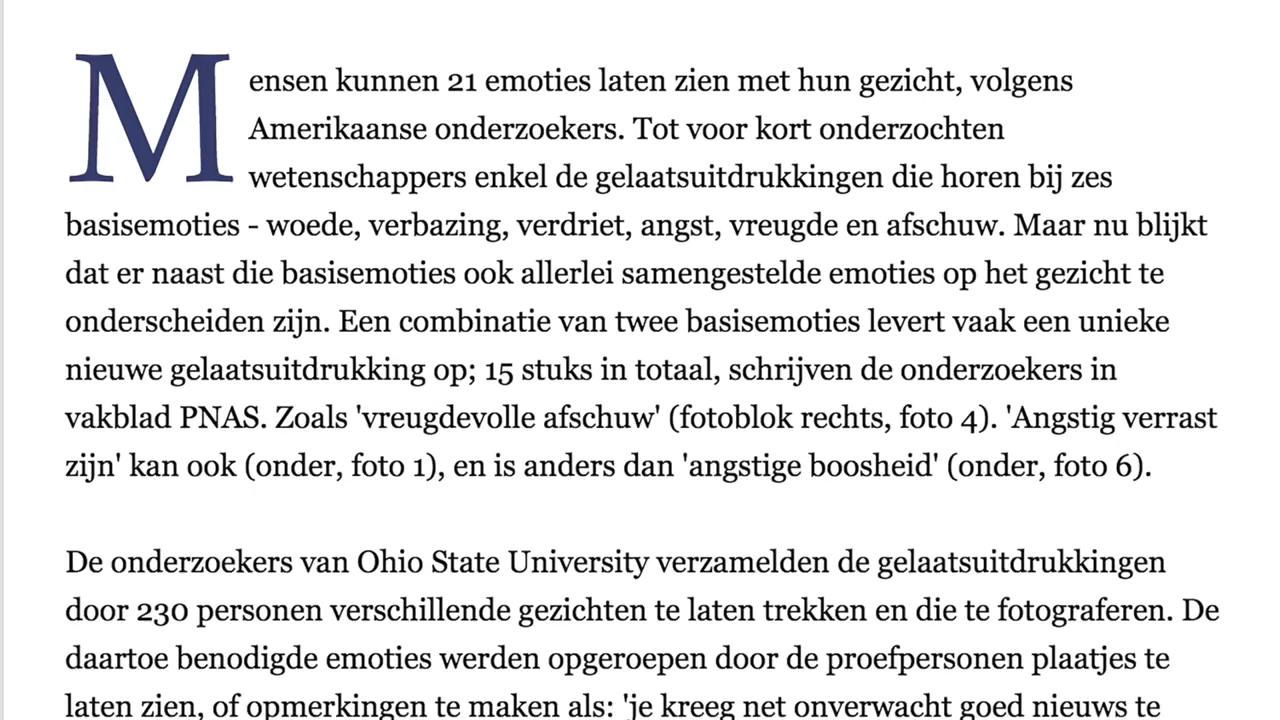 Mensen kunnen 21 emoties laten zien met hun gezicht, volgens
Amerikaanse onderzoekers. Tot voor kort onderzochten
wetenschappers enkel de gelaatsuitdrukkingen die horen bij zes
basisemoties - woede, verbazing, verdriet, angst, vreugde en afschuw. Maar nu blijkt
dat er naast die basisemoties ook allerlei samengestelde emoties op het gezicht te
onderscheiden zijn. Een combinatie van twee basisemoties levert vaak een unieke
nieuwe gelaatsuitdrukking op; 15 stuks in totaal, schrijven de onderzoekers in
vakblad PNAS. Zoals 'vreugdevolle afschuw' (fotoblok rechts, foto 4). 'Angstig verrast
zijn' kan ook (onder, foto 1), en is anders dan 'angstige boosheid' (onder, foto 6).
De onderzoekers van Ohio State University verzamelden de gelaatsuitdrukkingen
door 230 personen verschillende gezichten te laten trekken en die te fotograferen. De
daartoe benodigde emoties werden opgeroepen door de proefpersonen plaatjes te
laten zien, of opmerkingen te maken als: 'je kreeg net onverwacht goed nieuws te